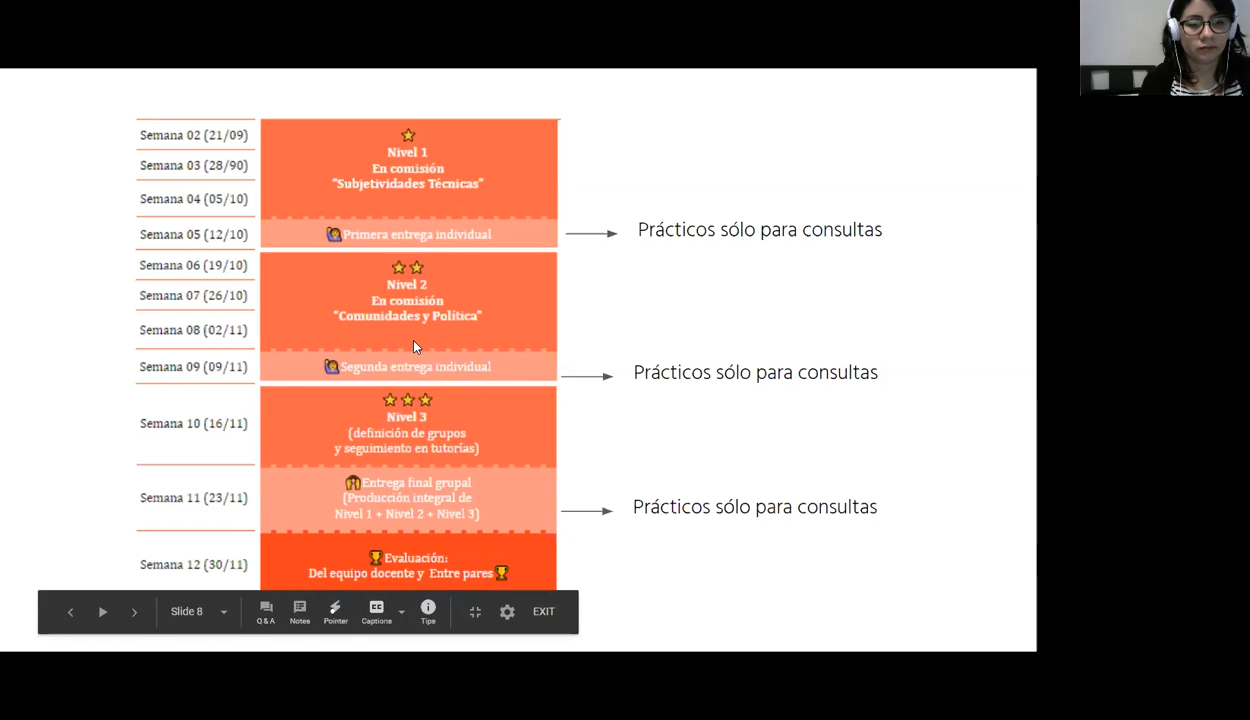 Semana 02 (21/09)
Nivel 1
En comisión
"Subjetividades Técnicas"
Semana 03 (28/90)
Semana 04 (05/10)
Semana 05 (12/10)
Primera entrega individual
Prácticos sólo para consultas
Semana 06 (19/10)
Nivel 2
En comisión
"Comunidades y Política"
Semana 07 (26/10)
Semana 08 (02/11)
Semana 09 (09/11)
Segunda entrega individual
Prácticos sólo para consultas
Semana 10 (16/11)
Nivel 3
(definición de grupos
y seguimiento en tutorías)
Semana 11 (23/11)
Entrega final grupal
(Producción integral de
Nivel 1 + Nivel 2 + Nivel 3)
Prácticos sólo para consultas
Semana 12 (30/11)
Evaluación:
Del equipo docente y Entre pares
Slide 8
Q & A
Notes
Pointer
CC
Captions
Tips
EXIT